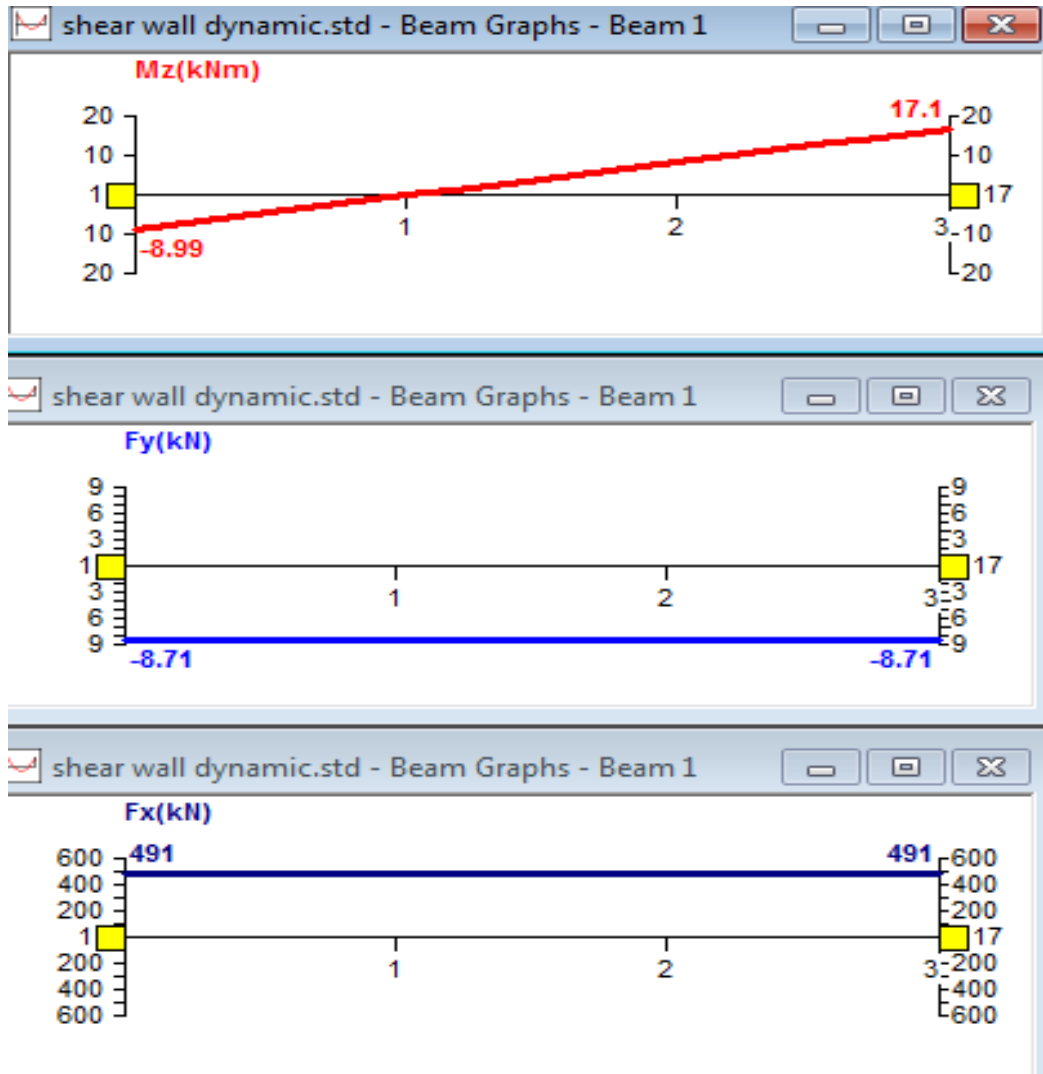 shear wall dynamic.std - Beam Graphs - Beam 1
Mz(kNm)
20 17.1 20
10 10
1 17
10 -8.99 1 2 3 10
20 20
shear wall dynamic.std - Beam Graphs - Beam 1
Fy(kN)
9 9
6 6
3 3
1 17
3 1 2 3 3
6 6
9 -8.71 -8.71 9
shear wall dynamic.std - Beam Graphs - Beam 1
Fx(kN)
600 491 491 600
400 400
200 200
1 17
200 1 2 3 200
400 400
600 600